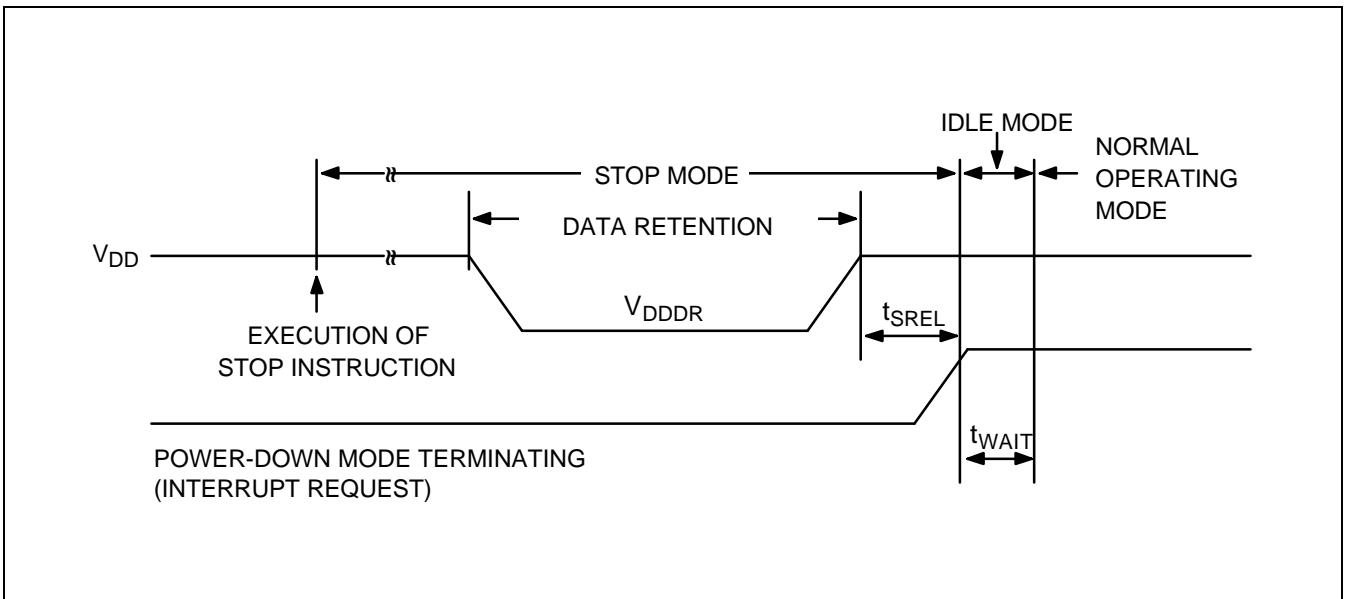 IDLE MODE
NORMAL
OPERATING
MODE
STOP MODE
DATA RETENTION
VDD
VDDDR
tSREL
EXECUTION OF
STOP INSTRUCTION
tWAIT
POWER-DOWN MODE TERMINATING
(INTERRUPT REQUEST)